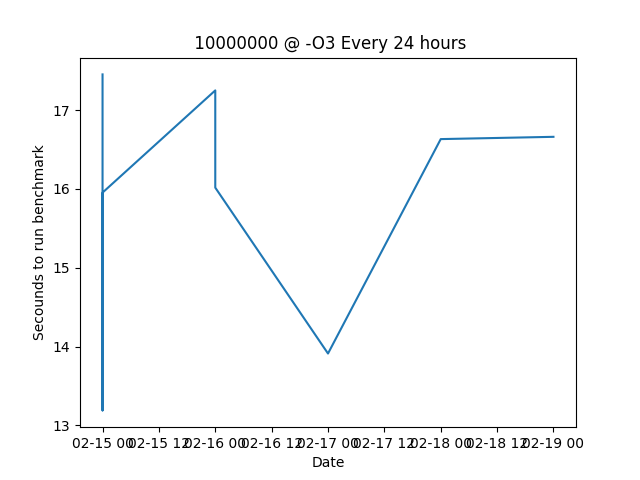 10000000 @ -O3 Every 24 hours
Secounds to run benchmark
17
16
15
14
13
02-15 00 02-15 12 02-16 00 02-16 12 02-17 00 02-17 12 02-18 00 02-18 12 02-19 00
Date